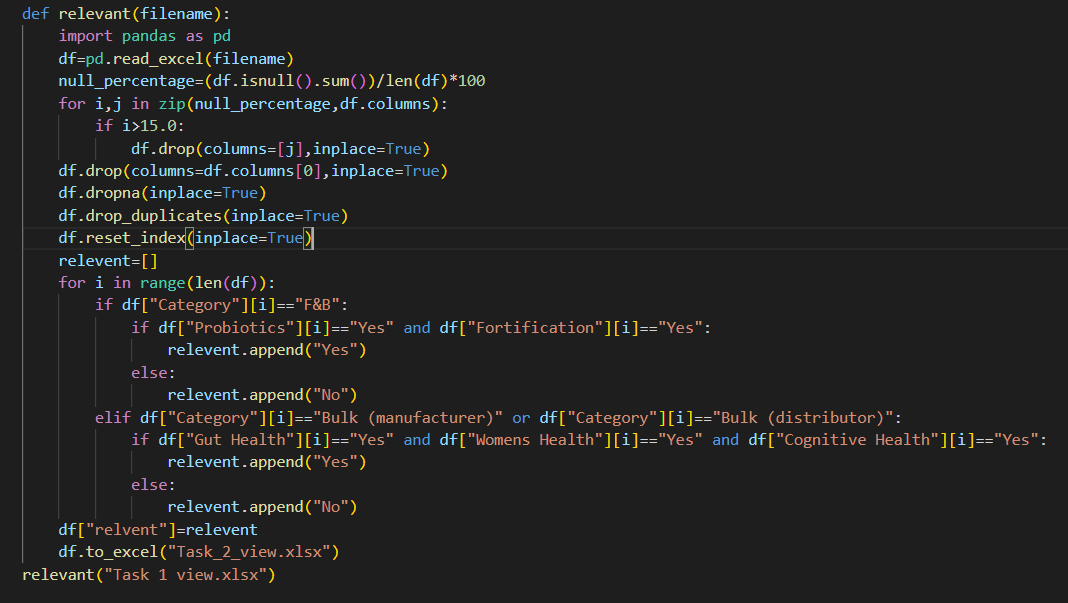 def relevant(filename):
    import pandas as pd
    df=pd.read_excel(filename)
    null_percentage=(df.isnull().sum())/len(df)*100
    for i,j in zip(null_percentage,df.columns):
        if i>15.0:
            df.drop(columns=[j],inplace=True)
    df.drop(columns=df.columns[0],inplace=True)
    df.dropna(inplace=True)
    df.drop_duplicates(inplace=True)
    df.reset_index(inplace=True)
    relevent=[]
    for i in range(len(df)):
        if df["Category"][i]=="F&B":
            if df["Probiotics"][i]=="Yes" and df["Fortification"][i]=="Yes":
                relevent.append("Yes")
            else:
                relevent.append("No")
        elif df["Category"][i]=="Bulk (manufacturer)" or df["Category"][i]=="Bulk (distributor)":
            if df["Gut Health"][i]=="Yes" and df["Womens Health"][i]=="Yes" and df["Cognitive Health"][i]=="Yes":
                relevent.append("Yes")
            else:
                relevent.append("No")
    df["relvent"]=relevent
    df.to_excel("Task_2_view.xlsx")
relevant("Task 1 view.xlsx")